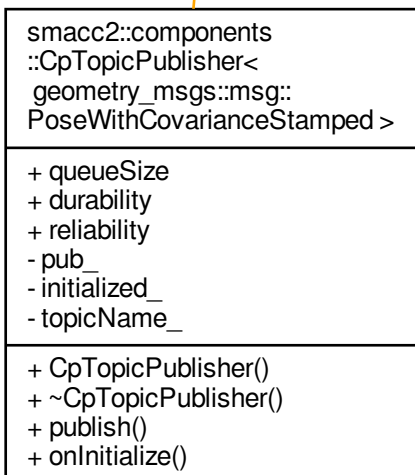 smacc2::components
::CpTopicPublisher<
geometry_msgs::msg::
PoseWithCovarianceStamped >
+ queueSize
+ durability
+ reliability
- pub_
- initialized_
- topicName_
+ CpTopicPublisher()
+ ~CpTopicPublisher()
+ publish()
+ onInitialize()